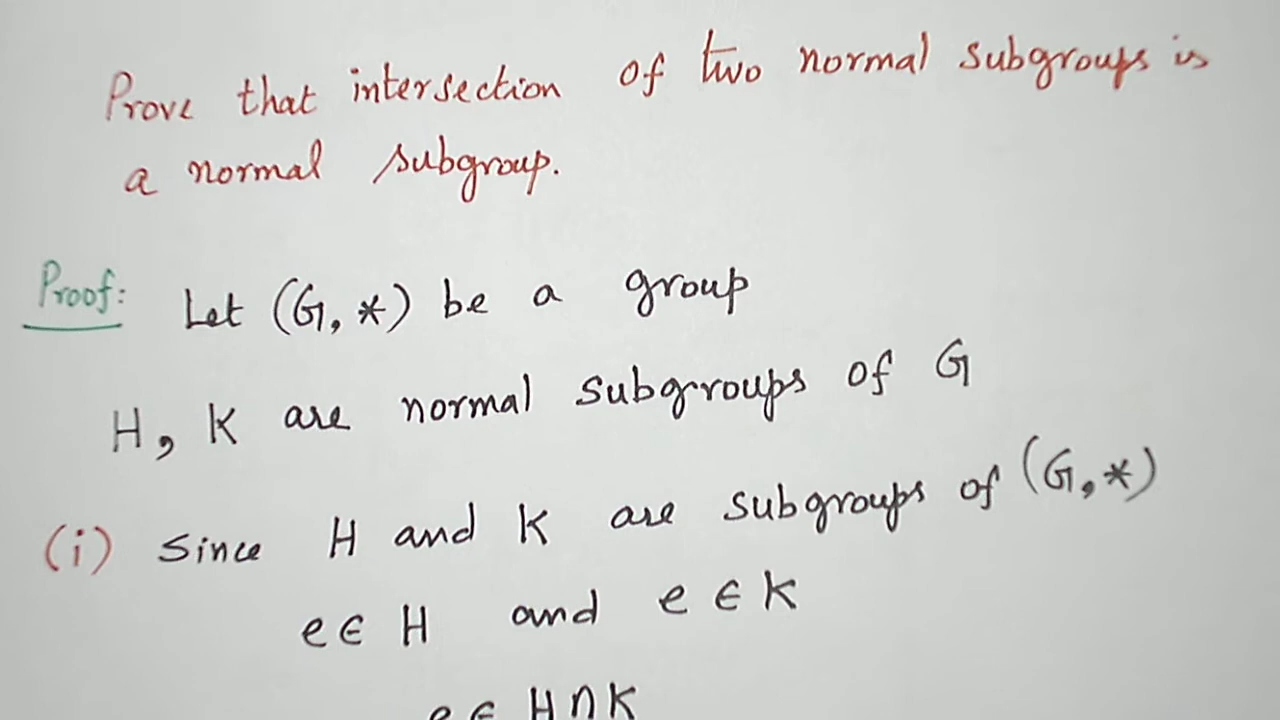 Prove that intersection of two normal subgroups is
a normal subgroup.
Proof: Let (G, *) be a group
H, K are normal subgroups of G
(i) Since H and K are subgroups of (G, *)
e ∈ H and e ∈ K
e ∈ H ∩ K